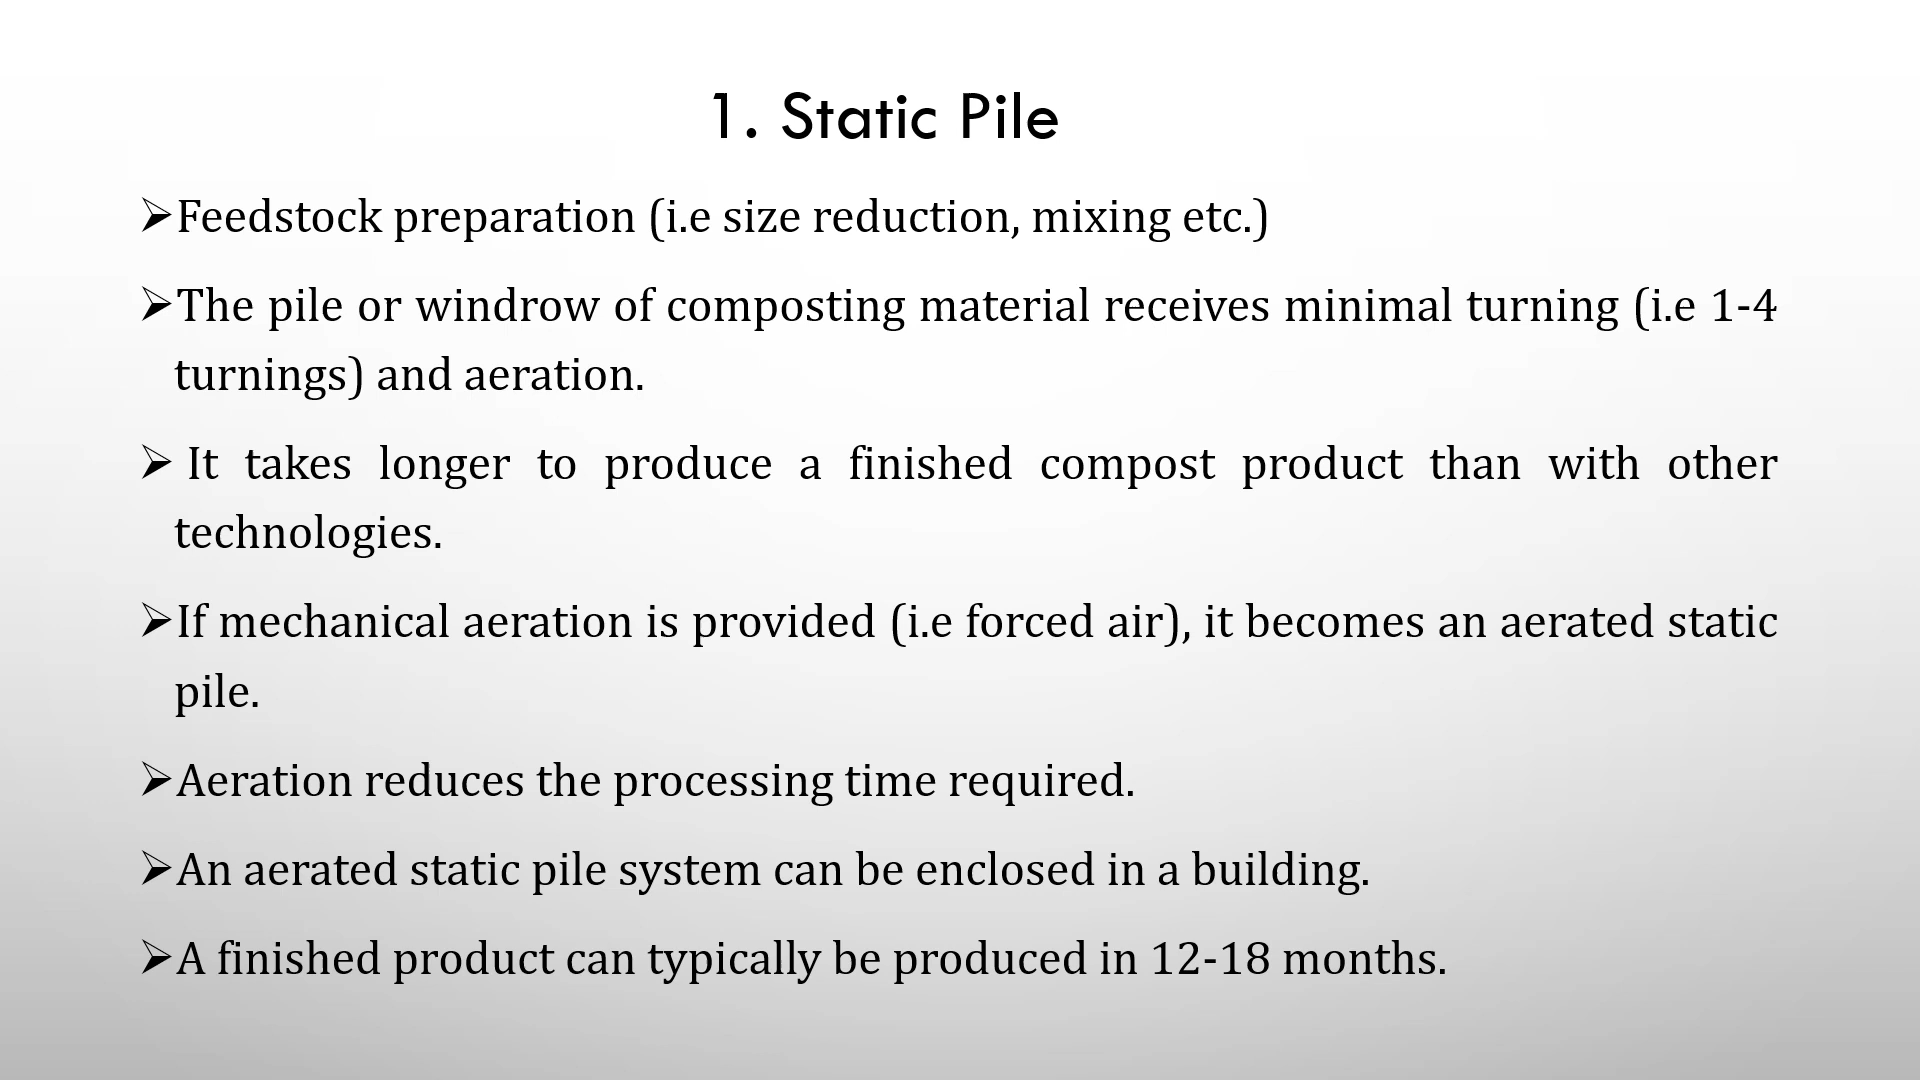 1. Static Pile
➢Feedstock preparation (i.e size reduction, mixing etc.)
➢The pile or windrow of composting material receives minimal turning (i.e 1-4
turnings) and aeration.
➢ It takes longer to produce a finished compost product than with other
technologies.
➢If mechanical aeration is provided (i.e forced air), it becomes an aerated static
pile.
➢Aeration reduces the processing time required.
➢An aerated static pile system can be enclosed in a building.
➢A finished product can typically be produced in 12-18 months.